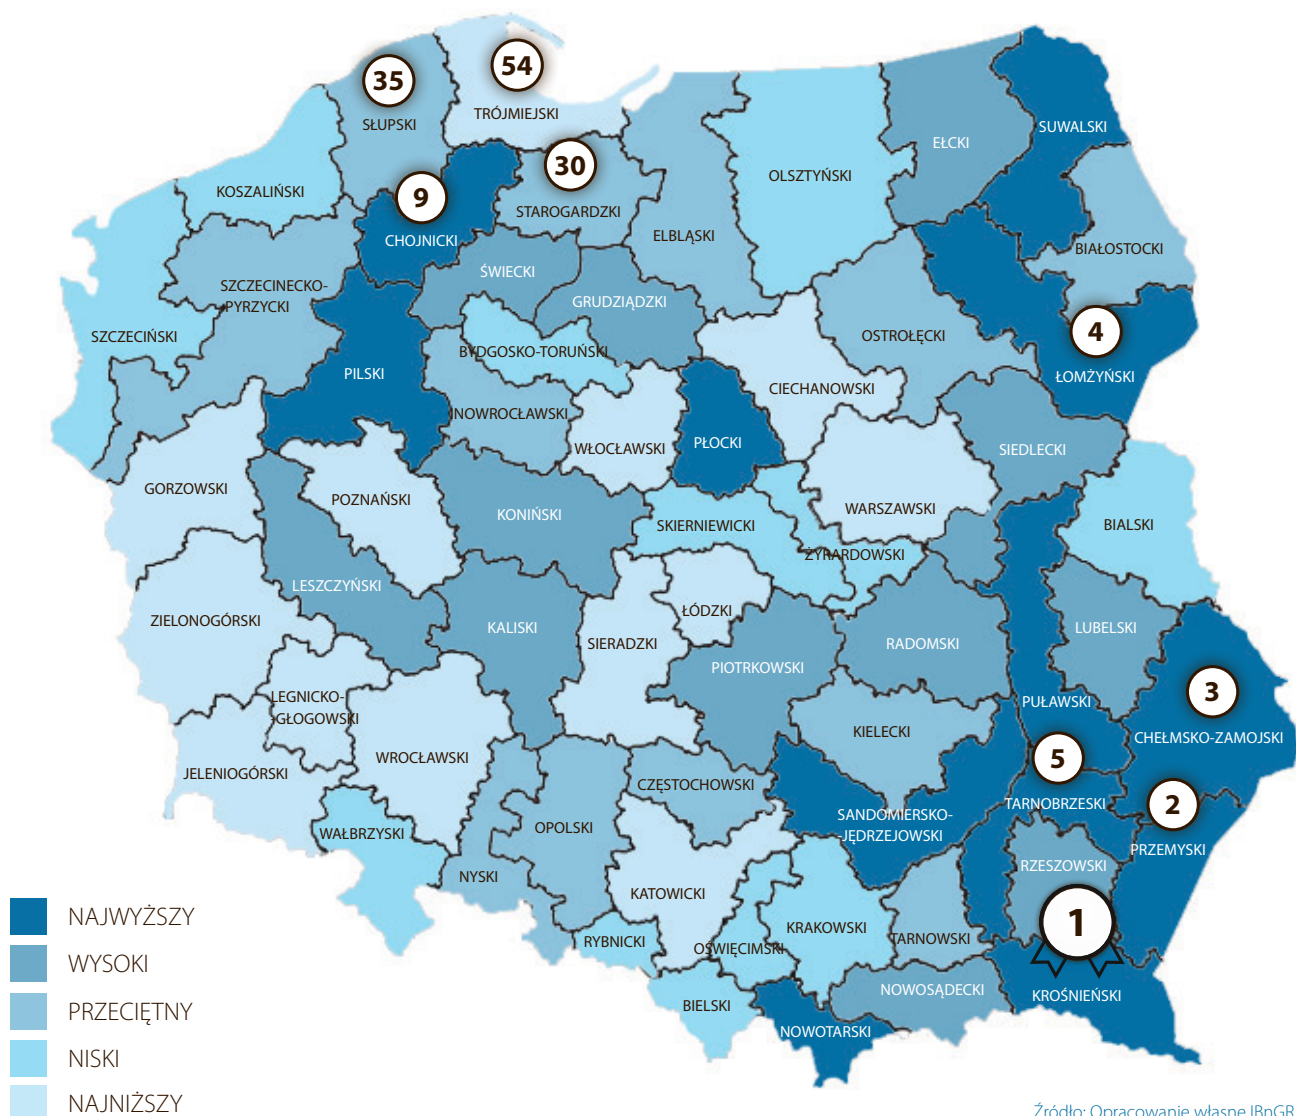 35
54
SŁUPSKI
TRÓJMIEJSKI
SUWALSKI
EŁCKI
30
OLSZTYŃSKI
KOSZALIŃSKI
9
STAROGARDZKI
CHOJNICKI
ELBLĄSKI
BIAŁOSTOCKI
ŚWIECKI
SZCZECINECKO-
-PYRZYCKI
GRUDZIĄDZKI
SZCZECIŃSKI
4
OSTROŁĘCKI
BYDGOSKO-TORUŃSKI
PILSKI
ŁOMŻYŃSKI
CIECHANOWSKI
INOWROCŁAWSKI
WŁOCŁAWSKI
PŁOCKI
SIEDLECKI
GORZOWSKI
POZNAŃSKI
KONIŃSKI
SKIERNIEWICKI
WARSZAWSKI
BIALSKI
ŻYRARDOWSKI
LESZCZYŃSKI
ZIELONOGÓRSKI
KALISKI
ŁÓDZKI
SIERADZKI
RADOMSKI
LUBELSKI
PIOTRKOWSKI
3
LEGNICKO-
-GŁOGOWSKI
PUŁAWSKI
KIELECKI
CHEŁMSKO-ZAMOJSKI
WROCŁAWSKI
5
JELENIOGÓRSKI
CZĘSTOCHOWSKI
TARNOBRZESKI
2
SANDOMIERSKO-
-JĘDRZEJOWSKI
WAŁBRZYSKI
OPOLSKI
PRZEMYSKI
RZESZOWSKI
NYSKI
KATOWICKI
1
KRAKOWSKI
TARNOWSKI
RYBNICKI
OŚWIĘCIMSKI
NOWOSĄDECKI
KROŚNIEŃSKI
BIELSKI
NOWOTARSKI
NAJWYŻSZY
WYSOKI
PRZECIĘTNY
NISKI
NAJNIŻSZY
Źródło: Opracowanie własne IBnGR